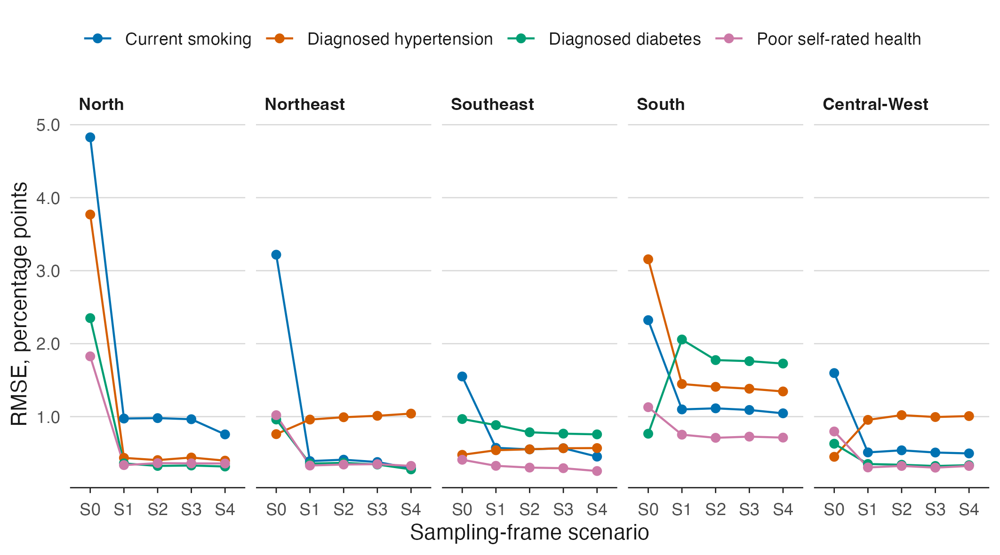 Current smoking Diagnosed hypertension Diagnosed diabetes Poor self-rated health
North Northeast Southeast South Central-West
5.0
4.0
3.0
2.0
1.0
RMSE, percentage points
S0 S1 S2 S3 S4 S0 S1 S2 S3 S4 S0 S1 S2 S3 S4 S0 S1 S2 S3 S4 S0 S1 S2 S3 S4
Sampling-frame scenario